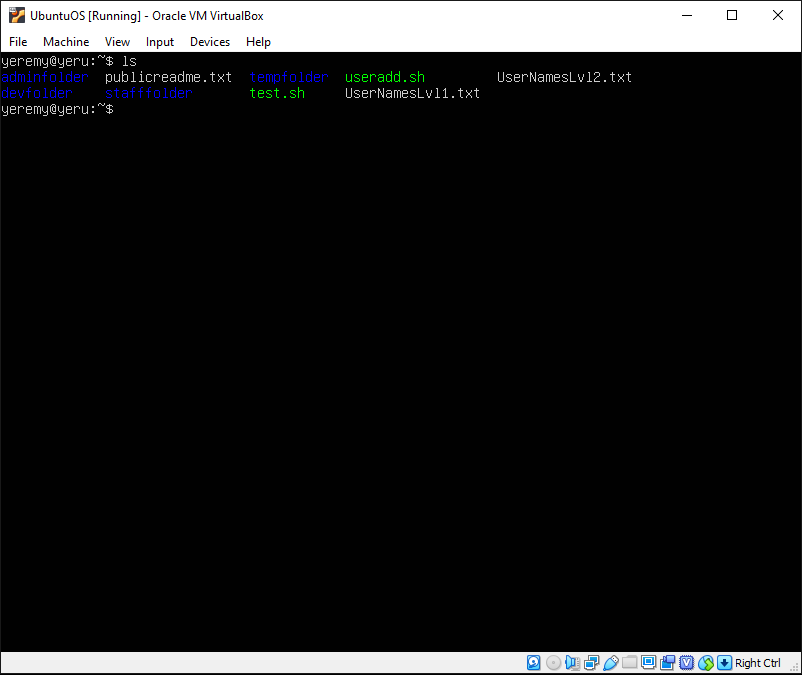 UbuntuOS [Running] - Oracle VM VirtualBox
File Machine View Input Devices Help
yeremy@yeru:~$ ls
adminfolder publicreadme.txt tempfolder useradd.sh UserNamesLvl2.txt
devfolder stafffolder test.sh UserNamesLvl1.txt
yeremy@yeru:~$
Right Ctrl